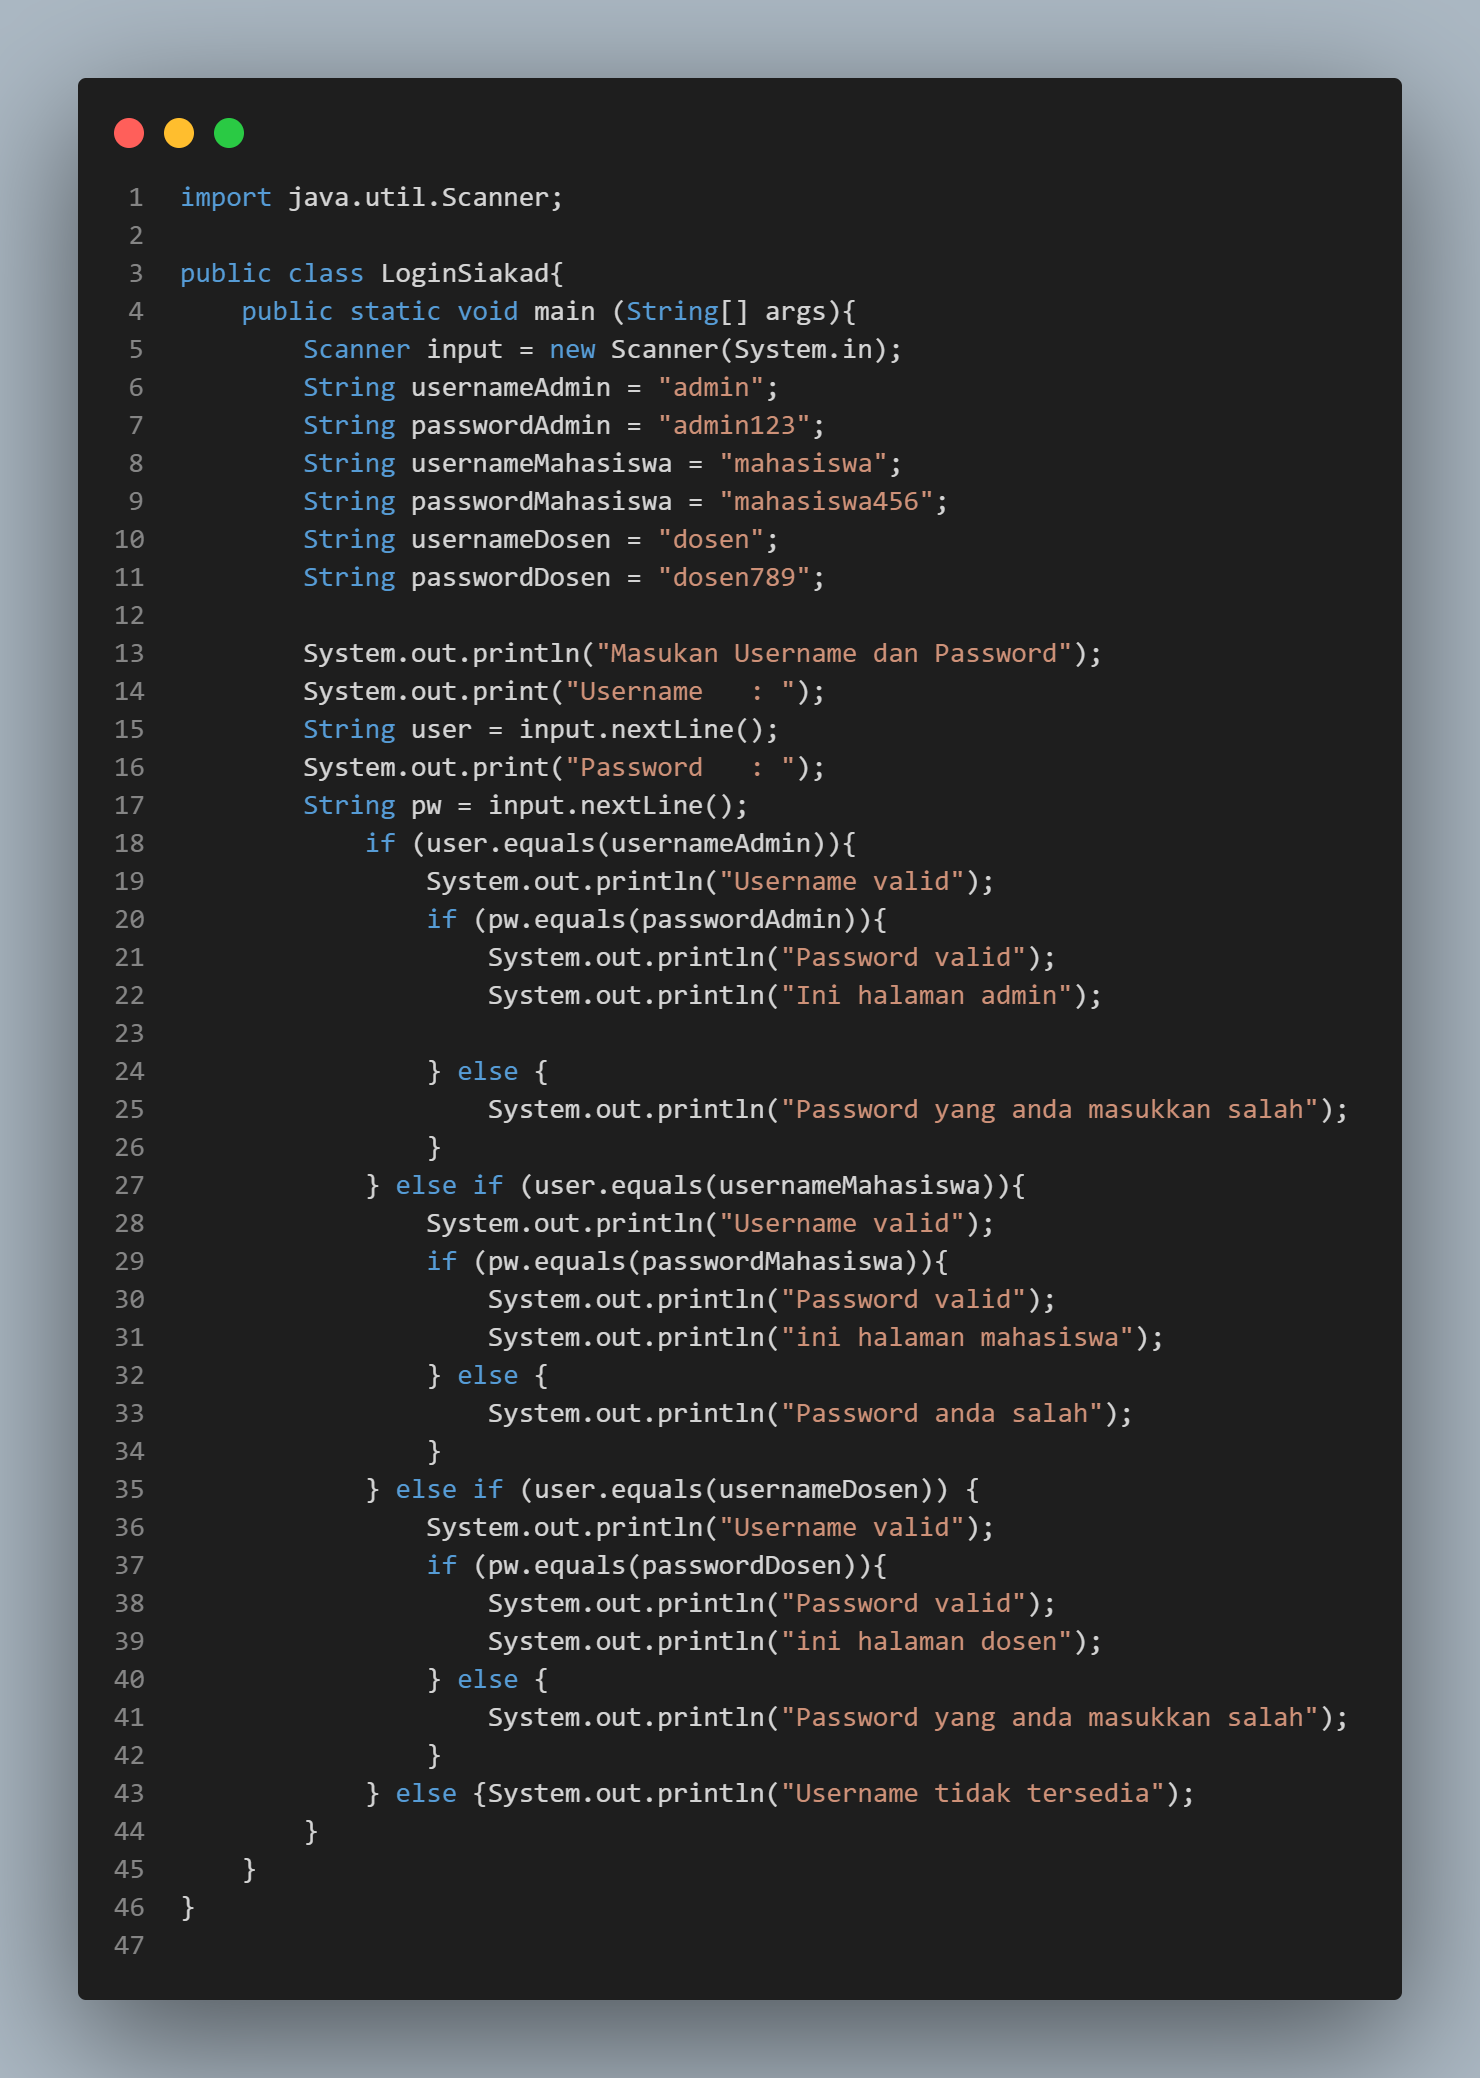 1 import java.util.Scanner;
2
3 public class LoginSiakad{
4     public static void main (String[] args){
5         Scanner input = new Scanner(System.in);
6         String usernameAdmin = "admin";
7         String passwordAdmin = "admin123";
8         String usernameMahasiswa = "mahasiswa";
9         String passwordMahasiswa = "mahasiswa456";
10         String usernameDosen = "dosen";
11         String passwordDosen = "dosen789";
12
13         System.out.println("Masukan Username dan Password");
14         System.out.print("Username   : ");
15         String user = input.nextLine();
16         System.out.print("Password   : ");
17         String pw = input.nextLine();
18             if (user.equals(usernameAdmin)){
19                 System.out.println("Username valid");
20                 if (pw.equals(passwordAdmin)){
21                     System.out.println("Password valid");
22                     System.out.println("Ini halaman admin");
23
24                 } else {
25                     System.out.println("Password yang anda masukkan salah");
26                 }
27             } else if (user.equals(usernameMahasiswa)){
28                 System.out.println("Username valid");
29                 if (pw.equals(passwordMahasiswa)){
30                     System.out.println("Password valid");
31                     System.out.println("ini halaman mahasiswa");
32                 } else {
33                     System.out.println("Password anda salah");
34                 }
35             } else if (user.equals(usernameDosen)) {
36                 System.out.println("Username valid");
37                 if (pw.equals(passwordDosen)){
38                     System.out.println("Password valid");
39                     System.out.println("ini halaman dosen");
40                 } else {
41                     System.out.println("Password yang anda masukkan salah");
42                 }
43             } else {System.out.println("Username tidak tersedia");
44         }
45     }
46 }
47